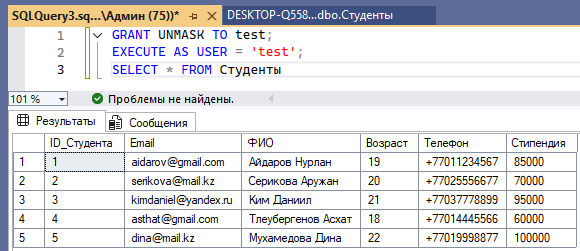 SQLQuery3.sq...\Админ (75))* DESKTOP-Q558...dbo.Студенты
1 GRANT UNMASK TO test;
2 EXECUTE AS USER = 'test';
3 SELECT * FROM Студенты
101 % Проблемы не найдены.
Результаты Сообщения
ID_Студента Email ФИО Возраст Телефон Стипендия
1 1 aidarov@gmail.com Айдаров Нурлан 19 +77011234567 85000
2 2 serikova@mail.kz Серикова Аружан 20 +77025556677 70000
3 3 kimdaniel@yandex.ru Ким Даниил 21 +77037778899 95000
4 4 asthat@gmail.com Тлеубергенов Асхат 18 +77014445566 60000
5 5 dina@mail.kz Мухамедова Дина 22 +77019998877 100000